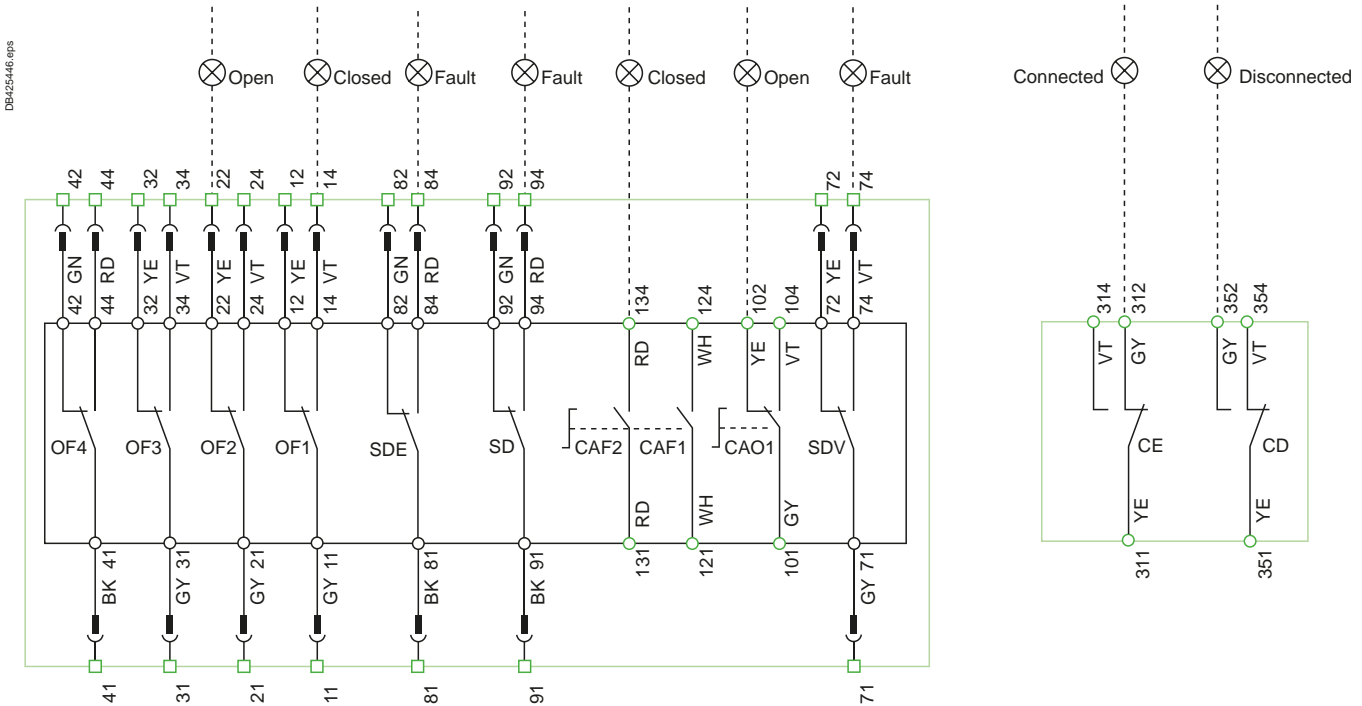 DB425446.eps
Open
Closed
Fault
Fault
Closed
Open
Fault
Connected
Disconnected
42 44 32 34 22 24 12 14 82 84 92 94 72 74
GN RD YE VT YE VT YE VT GN RD GN RD YE VT
42 44 32 34 22 24 12 14 82 84 92 94 134 124 102 104 72 74
314 312 352 354
RD WH YE VT
VT GY GY VT
OF4 OF3 OF2 OF1 SDE SD CAF2 CAF1 CAO1 SDV
CE CD
RD WH GY
YE YE
41 31 21 11 81 91 131 121 101 71
311 351
BK GY GY GY BK BK GY
41 31 21 11 81 91 71